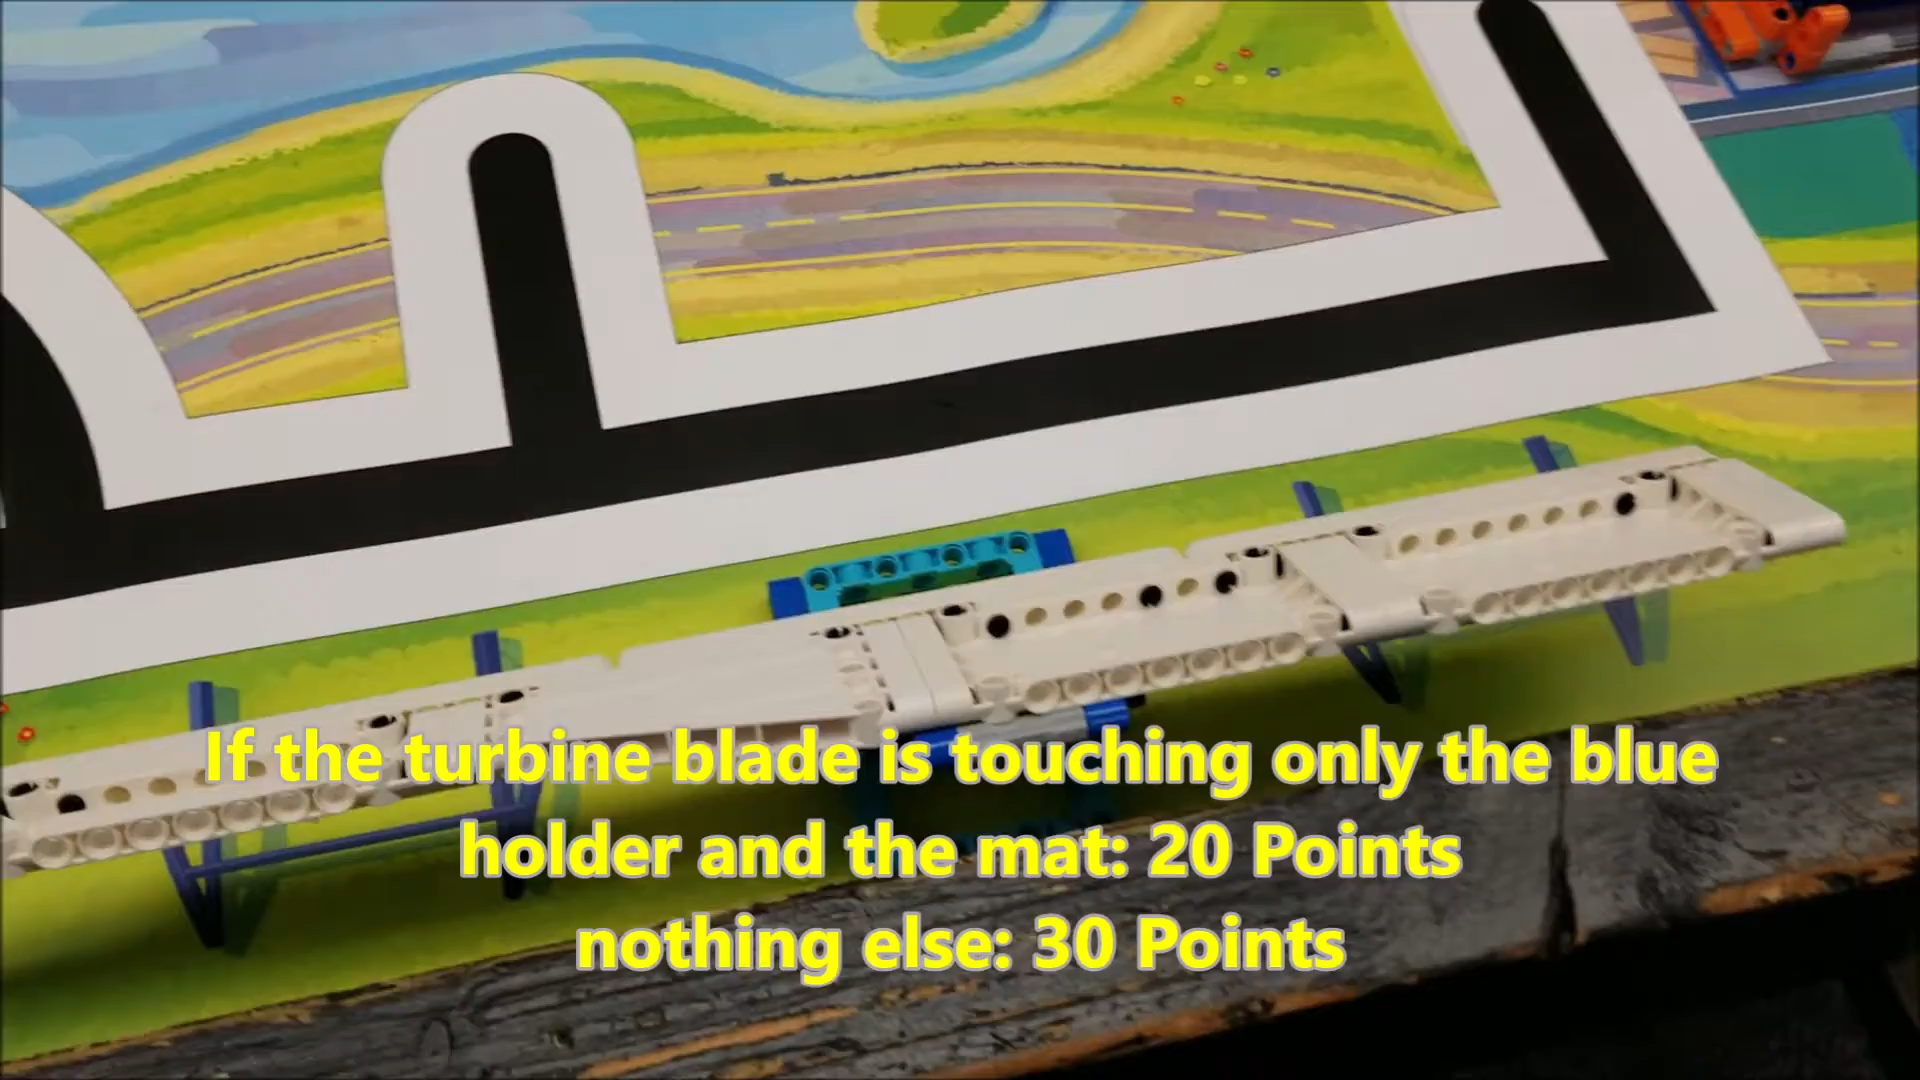 If the turbine blade is touching only the blue
holder and the mat: 20 Points
nothing else: 30 Points